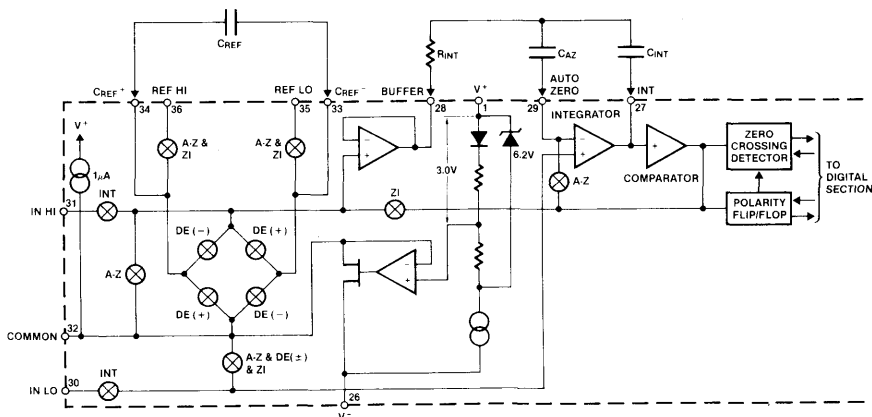 CREF
RINT
CAZ
CINT
CREF+
REF HI
REF LO
CREF-
BUFFER
V+
AUTO
ZERO
INT
34
36
35
33
28
1
29
27
V+
1μA
A-Z &
ZI
A-Z &
ZI
3.0V
6.2V
INTEGRATOR
A-Z
COMPARATOR
ZERO
CROSSING
DETECTOR
POLARITY
FLIP/FLOP
TO
DIGITAL
SECTION
IN HI
31
INT
ZI
DE(-)
DE(+)
A-Z
DE(+)
DE(-)
COMMON
32
A-Z & DE(±)
& ZI
IN LO
30
INT
26
V-
-
+
-
+
-
+
-
+